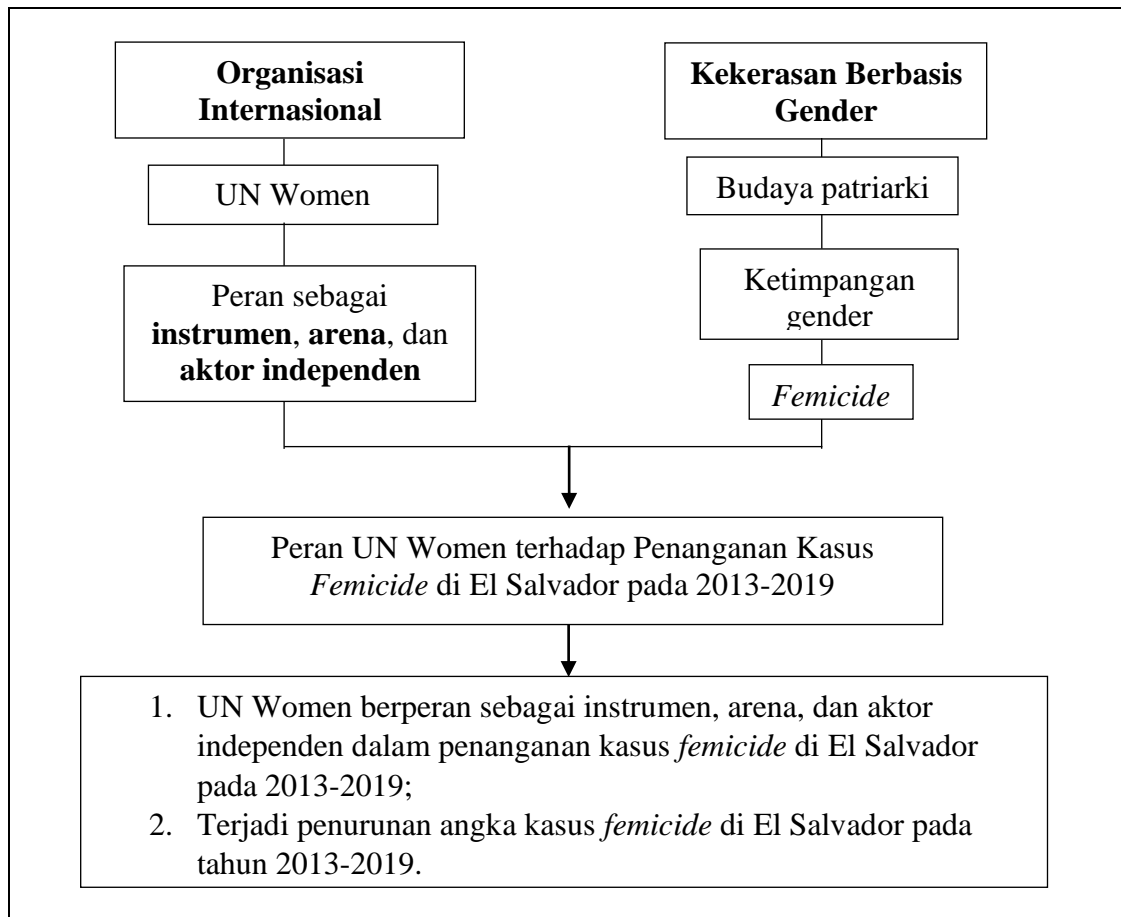 Organisasi
Internasional
UN Women
Peran sebagai
instrumen, arena, dan
aktor independen
Kekerasan Berbasis
Gender
Budaya patriarki
Ketimpangan
gender
Femicide
Peran UN Women terhadap Penanganan Kasus
Femicide di El Salvador pada 2013-2019
1. UN Women berperan sebagai instrumen, arena, dan aktor
independen dalam penanganan kasus femicide di El Salvador
pada 2013-2019;
2. Terjadi penurunan angka kasus femicide di El Salvador pada
tahun 2013-2019.